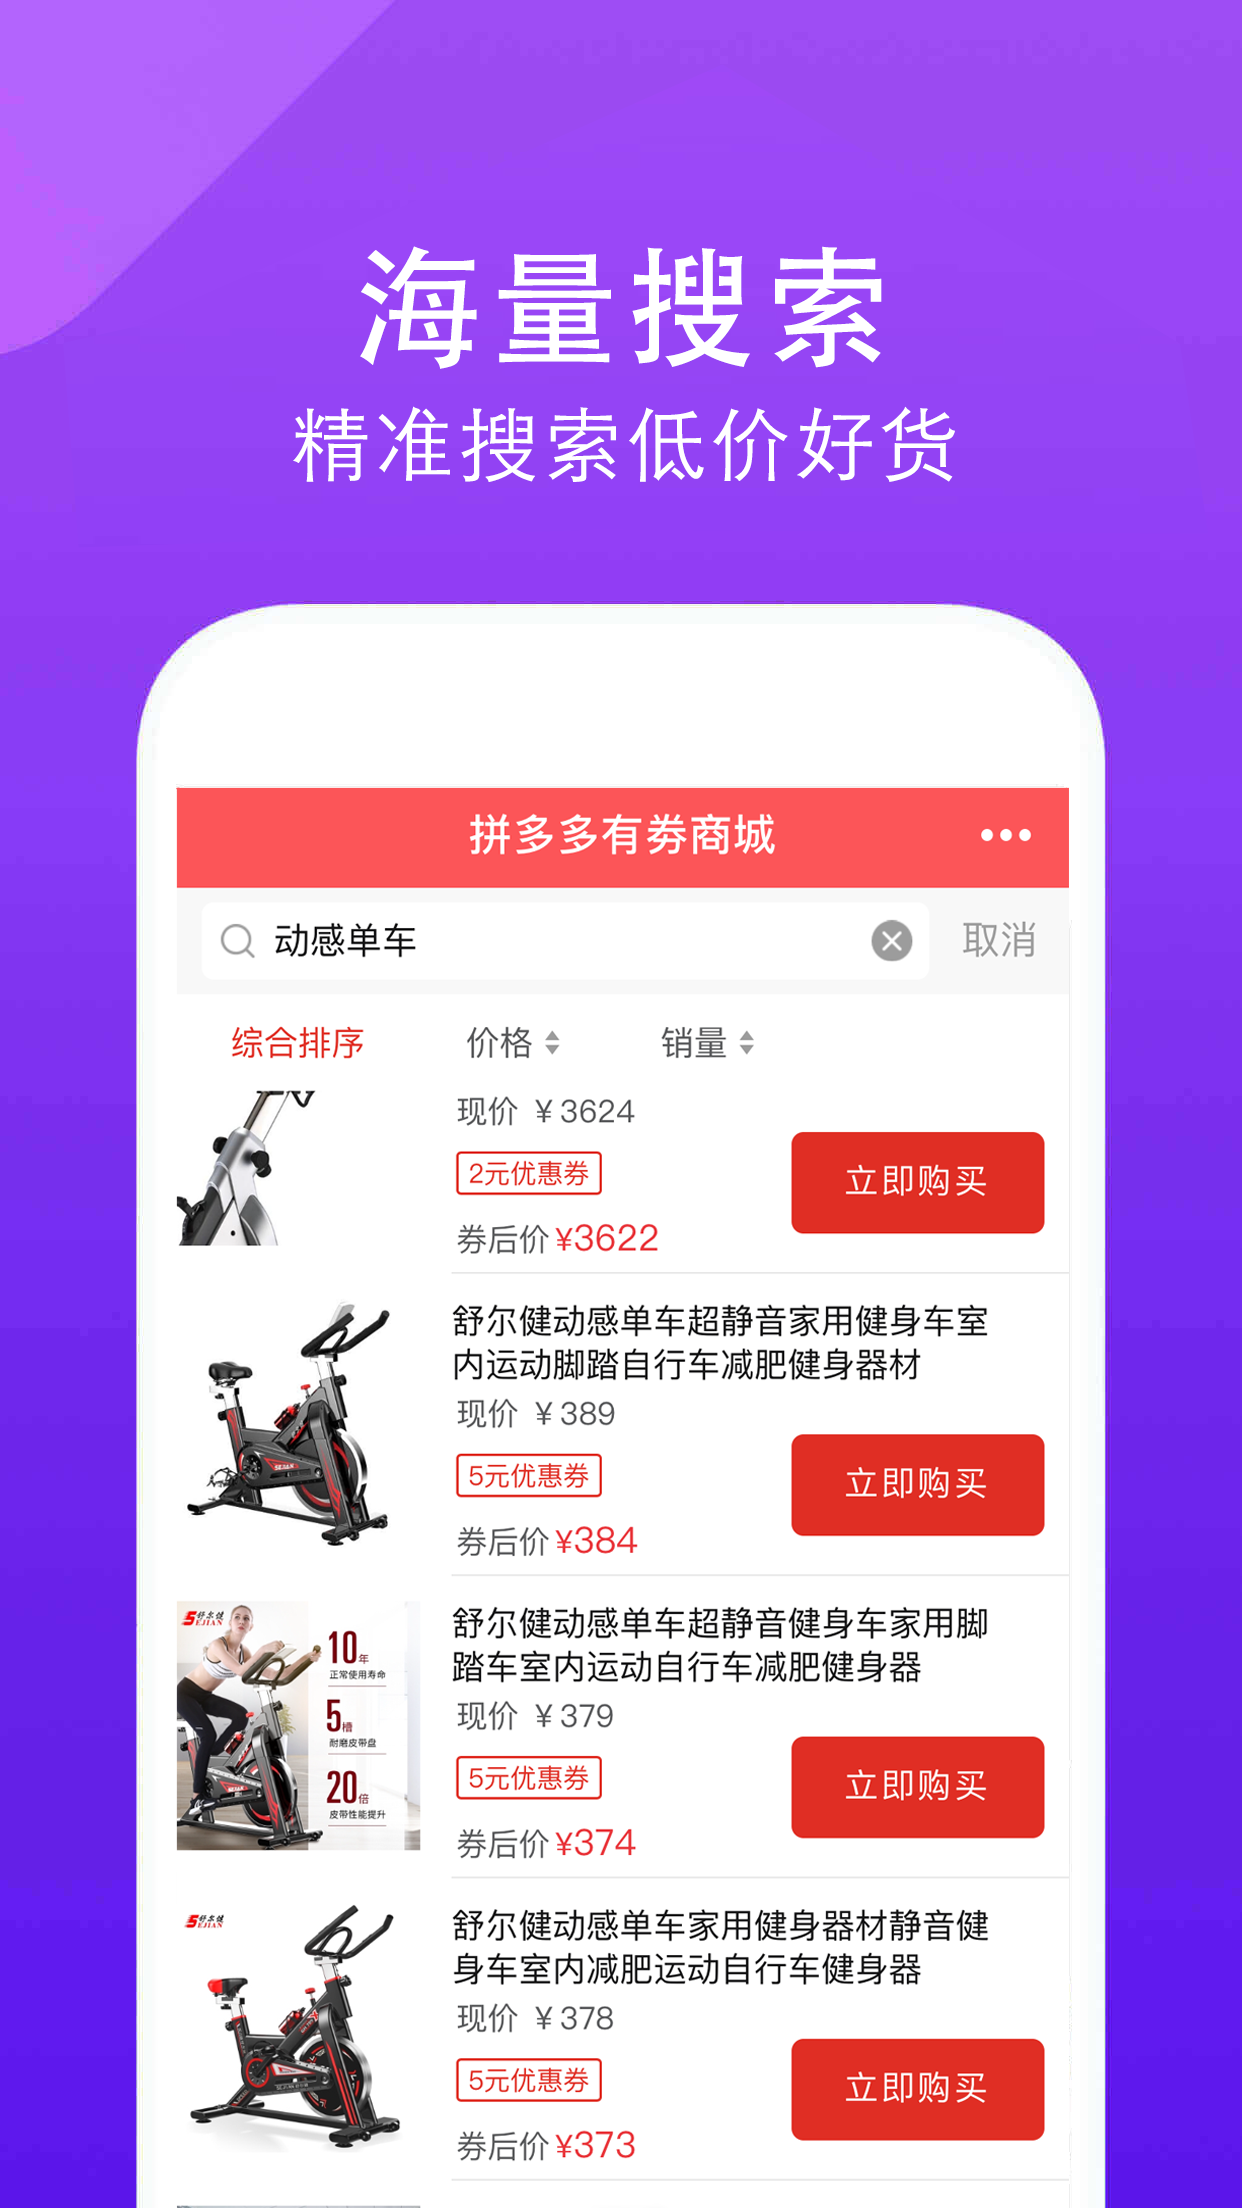 海量搜索
精准搜索低价好货
拼多多有券商城
动感单车
取消
综合排序 价格 销量
现价 ¥3624
2元优惠券
立即购买
券后价 ¥3622
舒尔健动感单车超静音家用健身车室
内运动脚踏自行车减肥健身器材
现价 ¥389
5元优惠券
立即购买
券后价 ¥384
舒尔健
SEJIAN
10年
正常使用寿命
5槽
耐磨皮带盘
20倍
皮带性能提升
舒尔健动感单车超静音健身车家用脚
踏车室内运动自行车减肥健身器
现价 ¥379
5元优惠券
立即购买
券后价 ¥374
舒尔健
SEJIAN
舒尔健动感单车家用健身器材静音健
身车室内减肥运动自行车健身器
现价 ¥378
5元优惠券
立即购买
券后价 ¥373